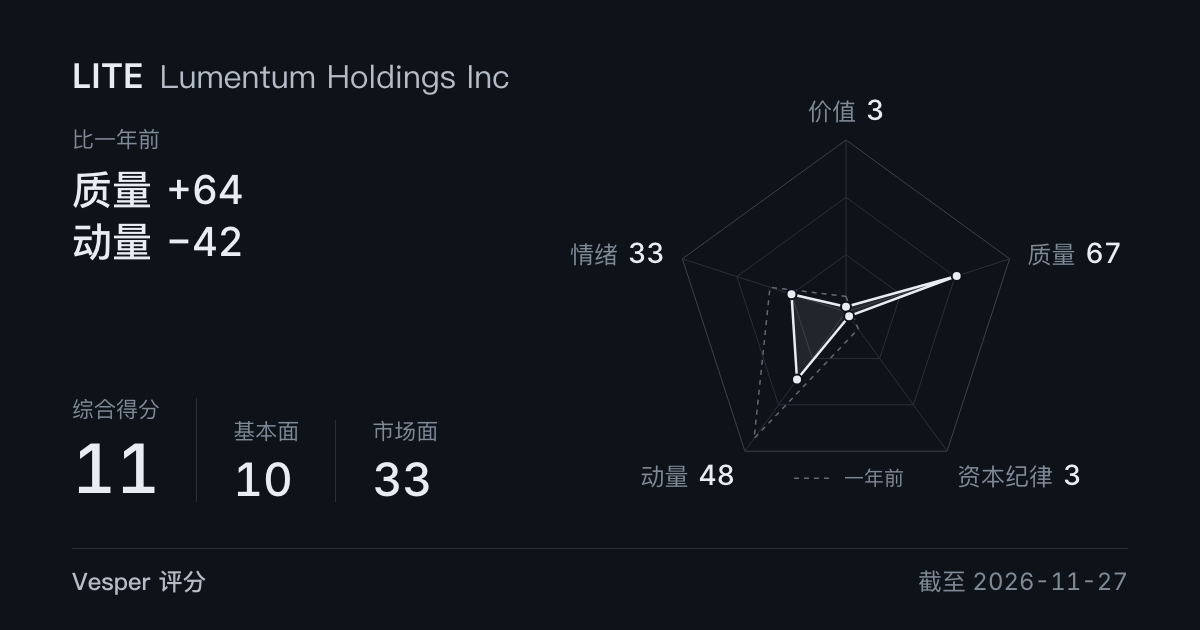 LITE Lumentum Holdings Inc
比一年前
质量 +64
动量 −42
价值 3
情绪 33
质量 67
动量 48
---- 一年前
资本纪律 3
综合得分
11
基本面
10
市场面
33
Vesper 评分
截至 2026-11-27